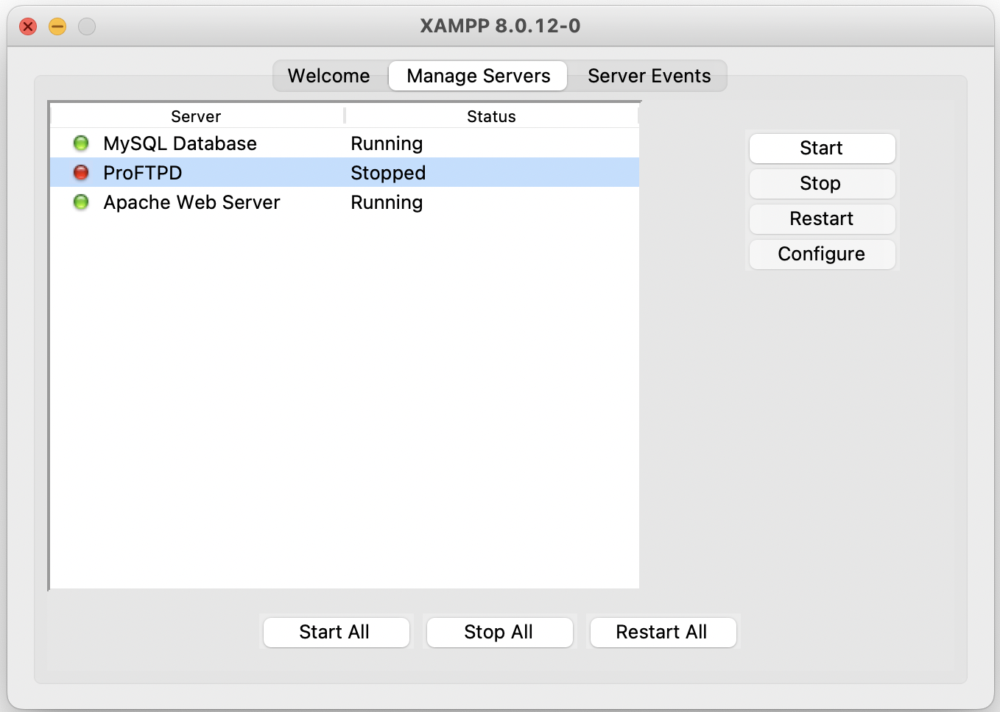 XAMPP 8.0.12-0
Welcome Manage Servers Server Events
Server Status
MySQL Database Running
ProFTPD Stopped
Apache Web Server Running
Start
Stop
Restart
Configure
Start All Stop All Restart All